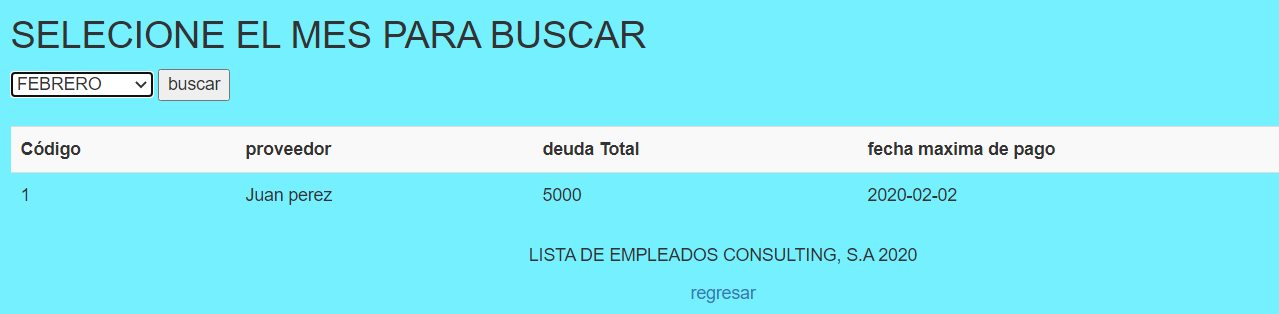 SELECIONE EL MES PARA BUSCAR
FEBRERO buscar
Código proveedor deuda Total fecha maxima de pago
1 Juan perez 5000 2020-02-02
LISTA DE EMPLEADOS CONSULTING, S.A 2020
regresar